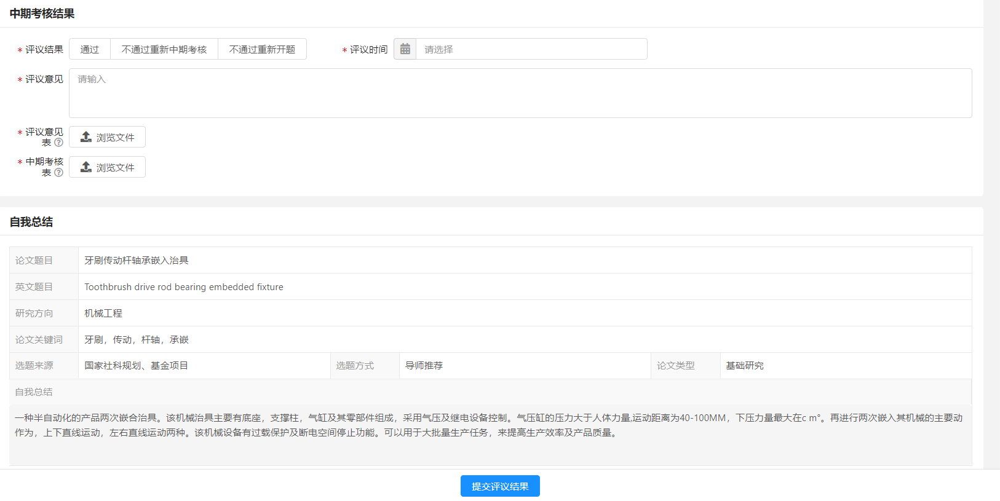 中期考核结果
* 评议结果 通过 不通过重新中期考核 不通过重新开题 * 评议时间 请选择
* 评议意见 请输入
* 评议意见
表 ? 浏览文件
* 中期考核
表 ? 浏览文件
自我总结
论文题目 牙刷传动杆轴承嵌入治具
英文题目 Toothbrush drive rod bearing embedded fixture
研究方向 机械工程
论文关键词 牙刷，传动，杆轴，承嵌
选题来源 国家社科规划、基金项目 选题方式 导师推荐 论文类型 基础研究
自我总结
一种半自动化的产品两次嵌合治具。该机械治具主要有底座，支撑柱，气缸及其零部件组成，采用气压及继电设备控制。气压缸的压力大于人体力量,运动距离为40-100MM，下压力量最大在c m°。再进行两次嵌入其机械的主要动
作为，上下直线运动，左右直线运动两种。该机械设备有过载保护及断电空间停止功能。可以用于大批量生产任务，来提高生产效率及产品质量。
提交评议结果